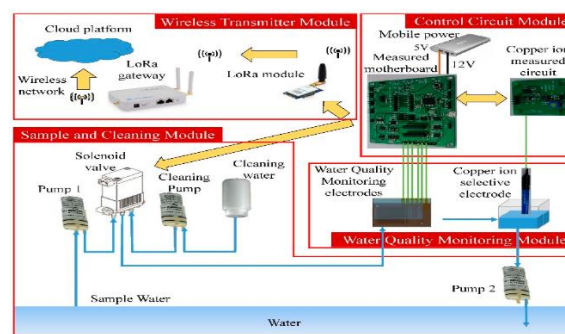 Wireless Transmitter Module
Cloud platform
LoRa
gateway
Wireless
network
LoRa module
Control Circuit Module
Mobile power
5V
12V
Measured
motherboard
Copper ion
measured
circuit
Sample and Cleaning Module
Solenoid
valve
Pump 1
Cleaning
Pump
Cleaning
water
Water Quality
Monitoring
electrodes
Copper ion
selective
electrode
Water Quality Monitoring Module
Pump 2
Sample Water
Water